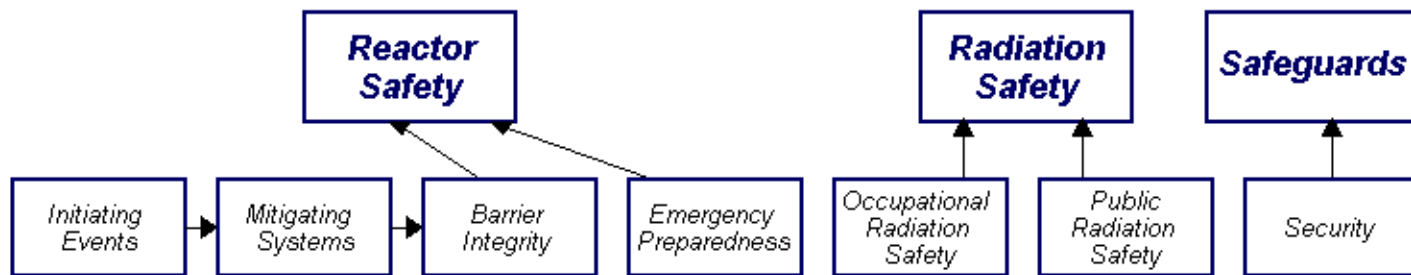 Reactor
Safety
Radiation
Safety
Safeguards
Initiating
Events
Mitigating
Systems
Barrier
Integrity
Emergency
Preparedness
Occupational
Radiation
Safety
Public
Radiation
Safety
Security